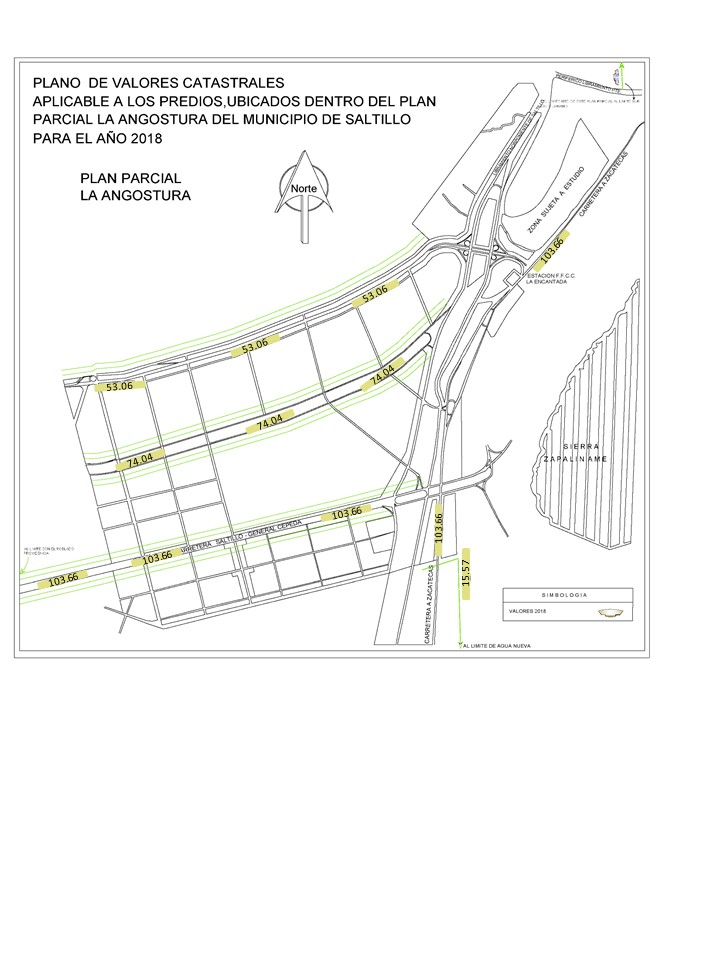 PLANO DE VALORES CATASTRALES
APLICABLE A LOS PREDIOS,UBICADOS DENTRO DEL PLAN
PARCIAL LA ANGOSTURA DEL MUNICIPIO DE SALTILLO
PARA EL AÑO 2018
PLAN PARCIAL
LA ANGOSTURA
Norte
ZONA SUJETA A ESTUDIO
CARRETERA A ZACATECAS
103.66
ESTACION F.F.C.C.
LA ENCANTADA
53.06
53.06
53.06
74.04
74.04
74.04
SIERRA
ZAPALINAME
103.66
SALTILLO - GENERAL CEPEDA
103.66
103.66
103.66
15.57
CARRETERA A ZACATECAS
SIMBOLOGIA
VALORES 2018
AL LIMITE DE AGUA NUEVA